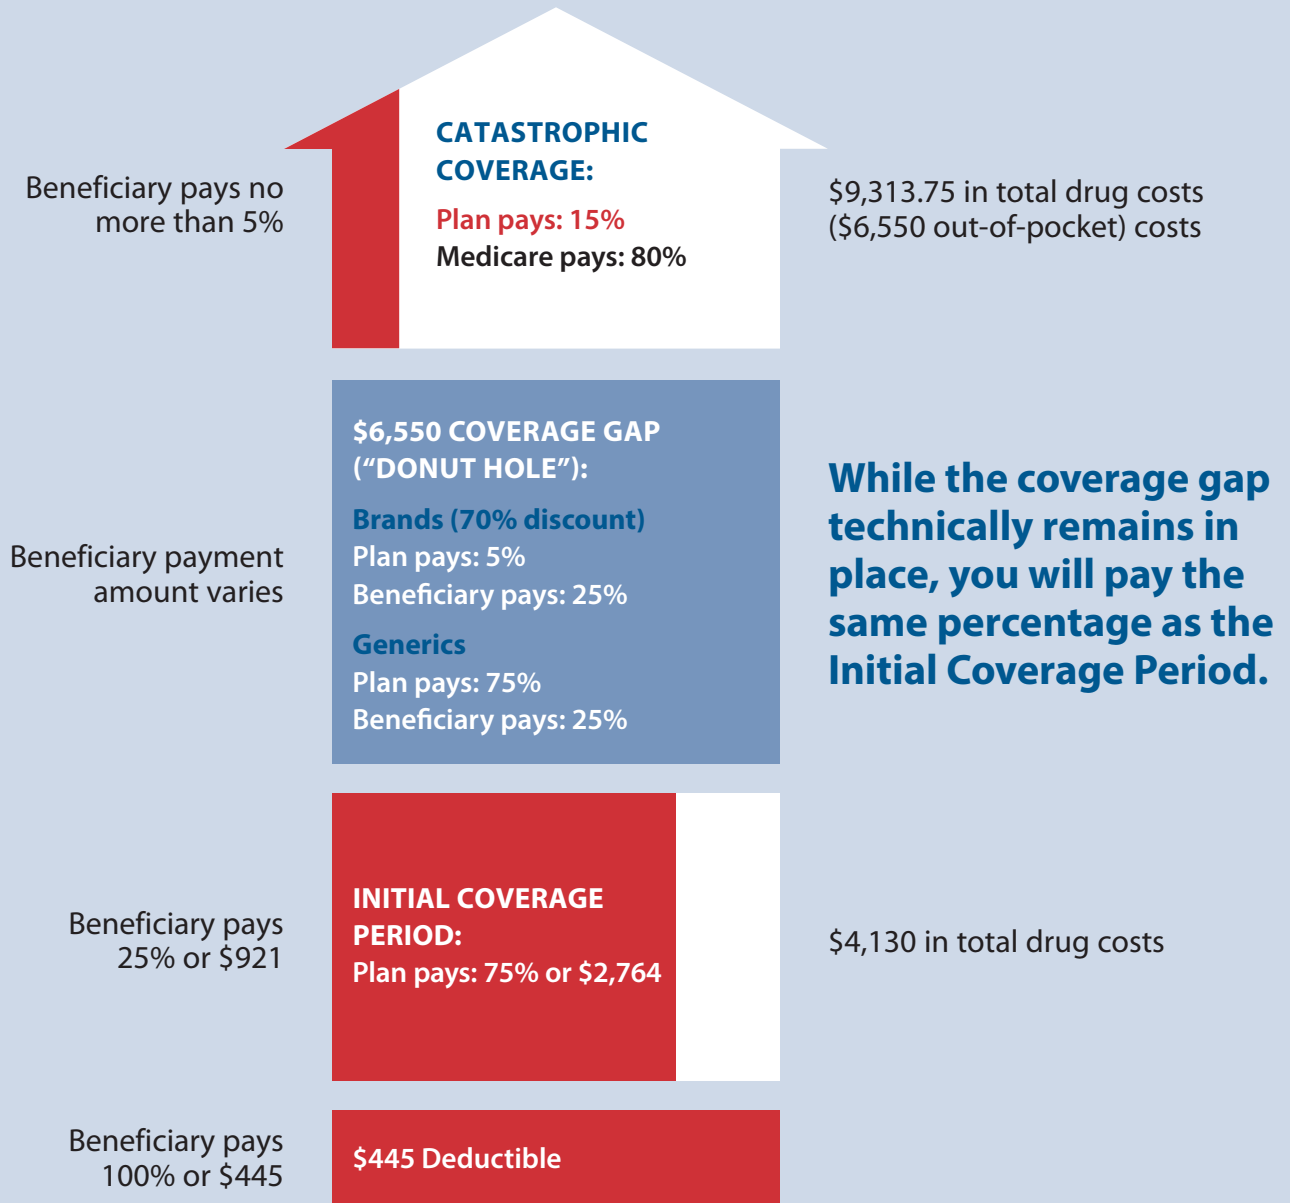 Beneficiary pays no
more than 5%
CATASTROPHIC
COVERAGE:
Plan pays: 15%
Medicare pays: 80%
$9,313.75 in total drug costs
($6,550 out-of-pocket) costs
Beneficiary payment
amount varies
$6,550 COVERAGE GAP
(“DONUT HOLE”):
Brands (70% discount)
Plan pays: 5%
Beneficiary pays: 25%
Generics
Plan pays: 75%
Beneficiary pays: 25%
While the coverage gap
technically remains in
place, you will pay the
same percentage as the
Initial Coverage Period.
Beneficiary pays
25% or $921
INITIAL COVERAGE
PERIOD:
Plan pays: 75% or $2,764
$4,130 in total drug costs
Beneficiary pays
100% or $445
$445 Deductible